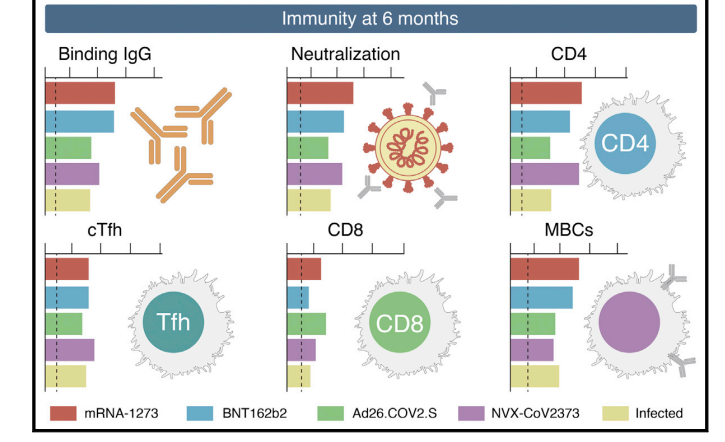 Immunity at 6 months
Binding IgG
Neutralization
CD4
CD4
cTfh
CD8
MBCs
Tfh
CD8
mRNA-1273
BNT162b2
Ad26.COV2.S
NVX-CoV2373
Infected